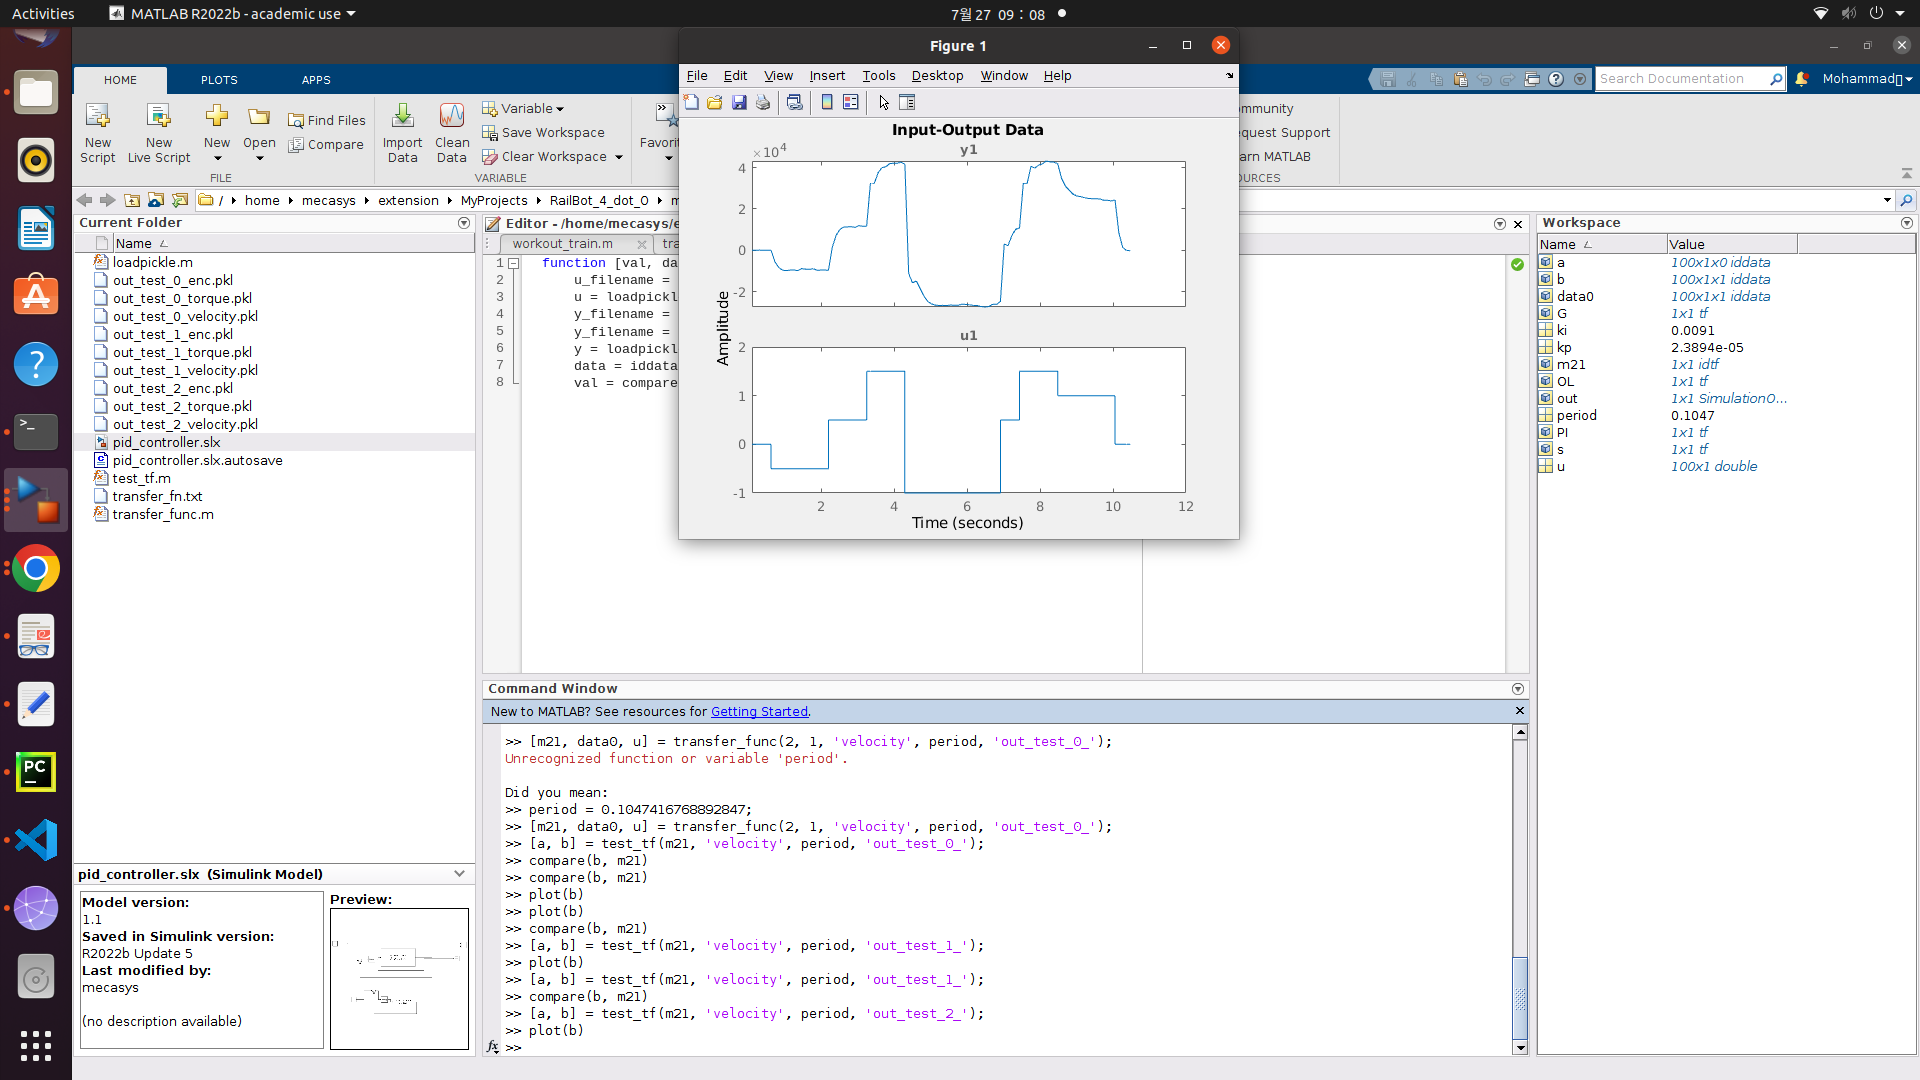 Activities
MATLAB R2022b - academic use
7월 27 09 : 08
Figure 1
File Edit View Insert Tools Desktop Window Help
HOME PLOTS APPS
Search Documentation
New Script
New Live Script
New
Open
Find Files
Compare
FILE
Import Data
Clean Data
Variable
Save Workspace
Clear Workspace
VARIABLE
Favorit
mmunity
equest Support
arn MATLAB
OURCES
/ home mecasys extension MyProjects RailBot_4_dot_0 m
Input-Output Data
y1
×10⁴
4
2
0
-2
Amplitude
u1
2
1
0
-1
2 4 6 8 10 12
Time (seconds)
Current Folder
Name
loadpickle.m
out_test_0_enc.pkl
out_test_0_torque.pkl
out_test_0_velocity.pkl
out_test_1_enc.pkl
out_test_1_torque.pkl
out_test_1_velocity.pkl
out_test_2_enc.pkl
out_test_2_torque.pkl
out_test_2_velocity.pkl
pid_controller.slx
pid_controller.slx.autosave
test_tf.m
transfer_fn.txt
transfer_func.m
pid_controller.slx (Simulink Model)
Model version:
1.1
Saved in Simulink version:
R2022b Update 5
Last modified by:
mecasys
(no description available)
Preview:
Editor - /home/mecasys/e
workout_train.m tra
1 function [val, da
2 u_filename =
3 u = loadpickl
4 y_filename =
5 y_filename =
6 y = loadpickl
7 data = iddata
8 val = compare
Command Window
New to MATLAB? See resources for Getting Started.
>> [m21, data0, u] = transfer_func(2, 1, 'velocity', period, 'out_test_0_');
Unrecognized function or variable 'period'.
Did you mean:
>> period = 0.1047416768892847;
>> [m21, data0, u] = transfer_func(2, 1, 'velocity', period, 'out_test_0_');
>> [a, b] = test_tf(m21, 'velocity', period, 'out_test_0_');
>> compare(b, m21)
>> compare(b, m21)
>> plot(b)
>> plot(b)
>> compare(b, m21)
>> [a, b] = test_tf(m21, 'velocity', period, 'out_test_1_');
>> plot(b)
>> [a, b] = test_tf(m21, 'velocity', period, 'out_test_1_');
>> compare(b, m21)
>> [a, b] = test_tf(m21, 'velocity', period, 'out_test_2_');
>> plot(b)
fx >>
Workspace
Name Value
a 100x1x0 iddata
b 100x1x1 iddata
data0 100x1x1 iddata
G 1x1 tf
ki 0.0091
kp 2.3894e-05
m21 1x1 idtf
OL 1x1 tf
out 1x1 SimulationO...
period 0.1047
PI 1x1 tf
s 1x1 tf
u 100x1 double
PC